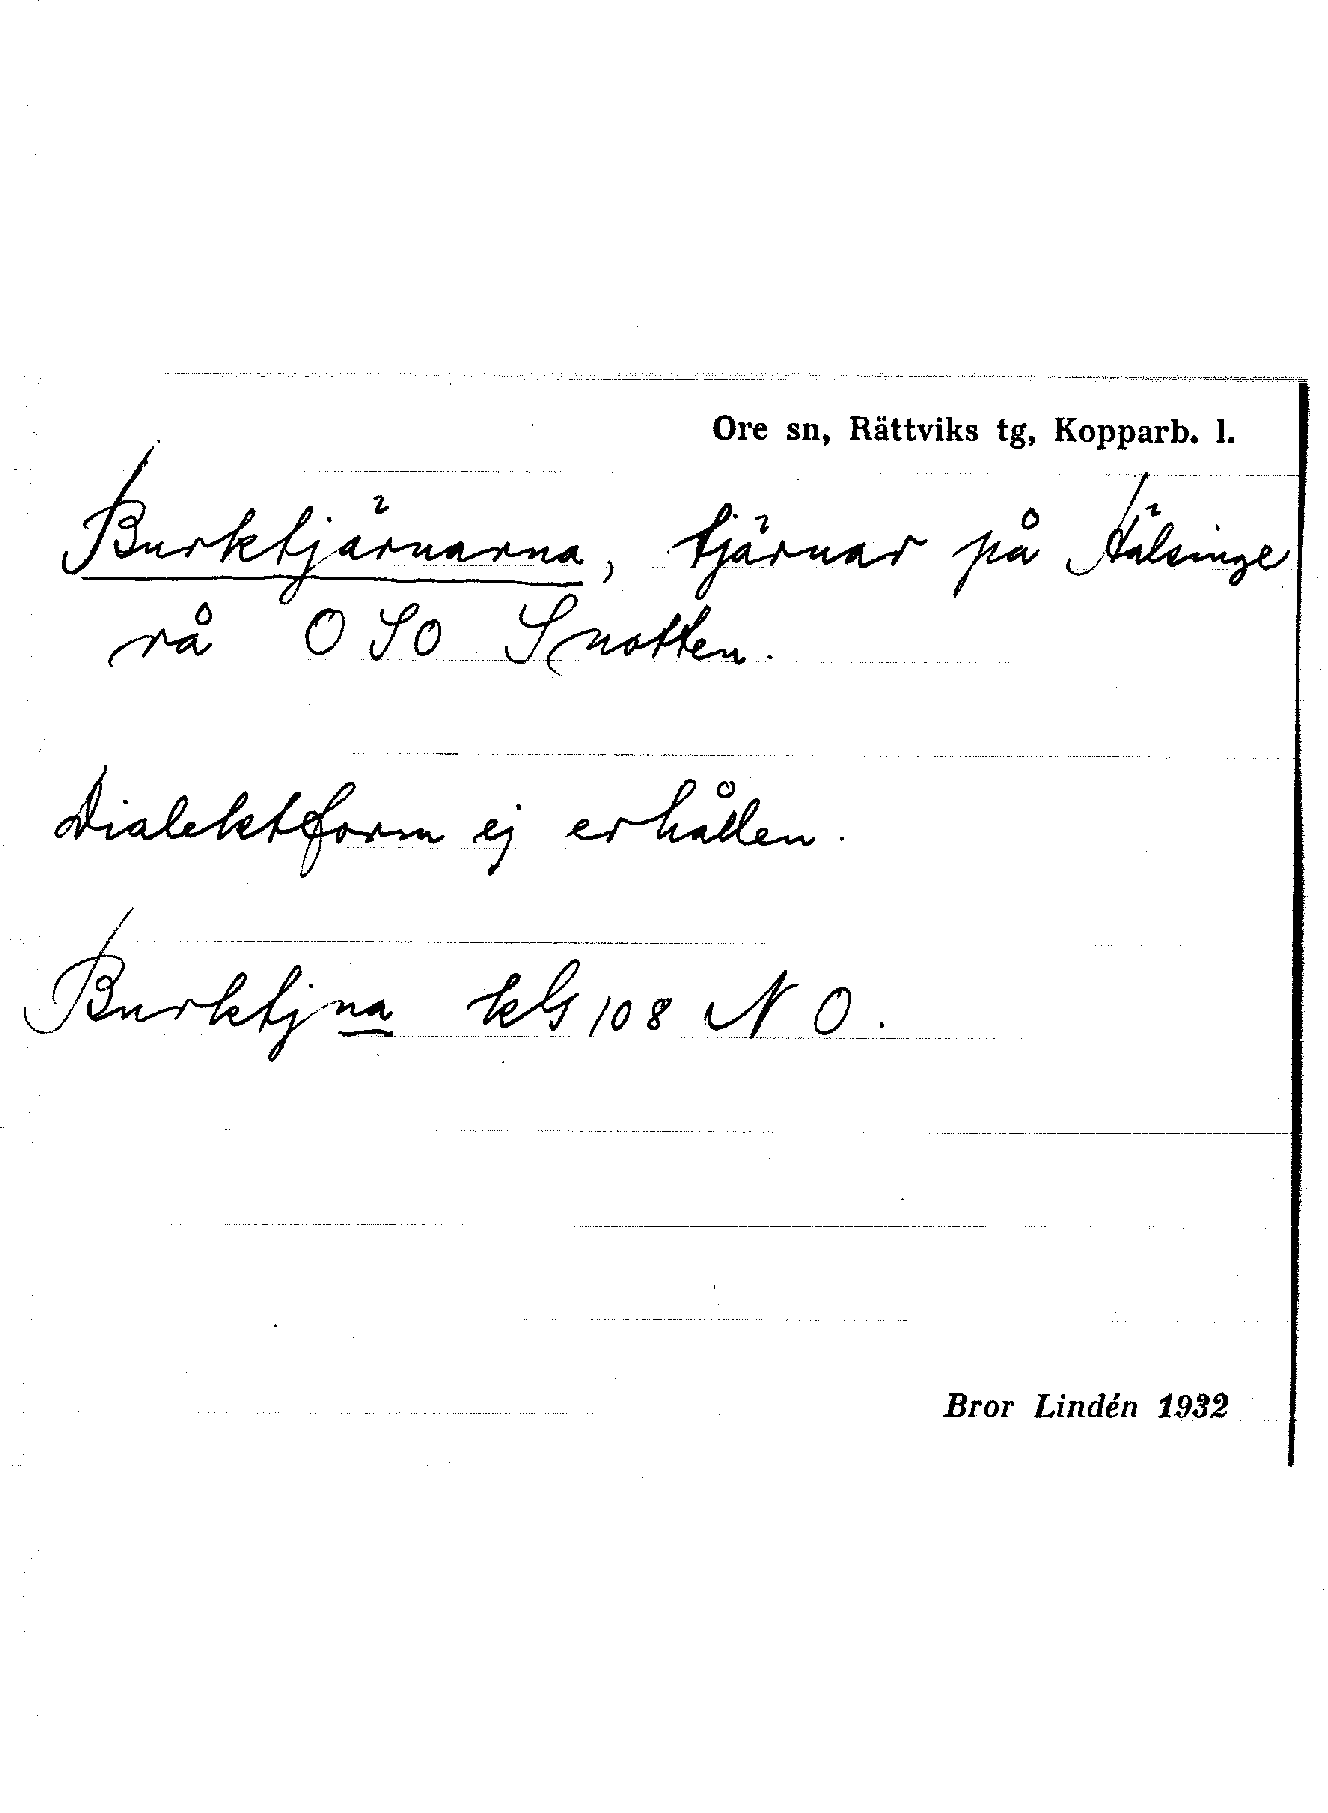 Ore sn, Rättviks tg, Kopparb. l.
Burktjärnarna, tjärnar på Hälsinge
rå OSO Snotten.
Dialektform ej erhållen.
Burktjna kbl 108 NO.
Bror Lindén 1932